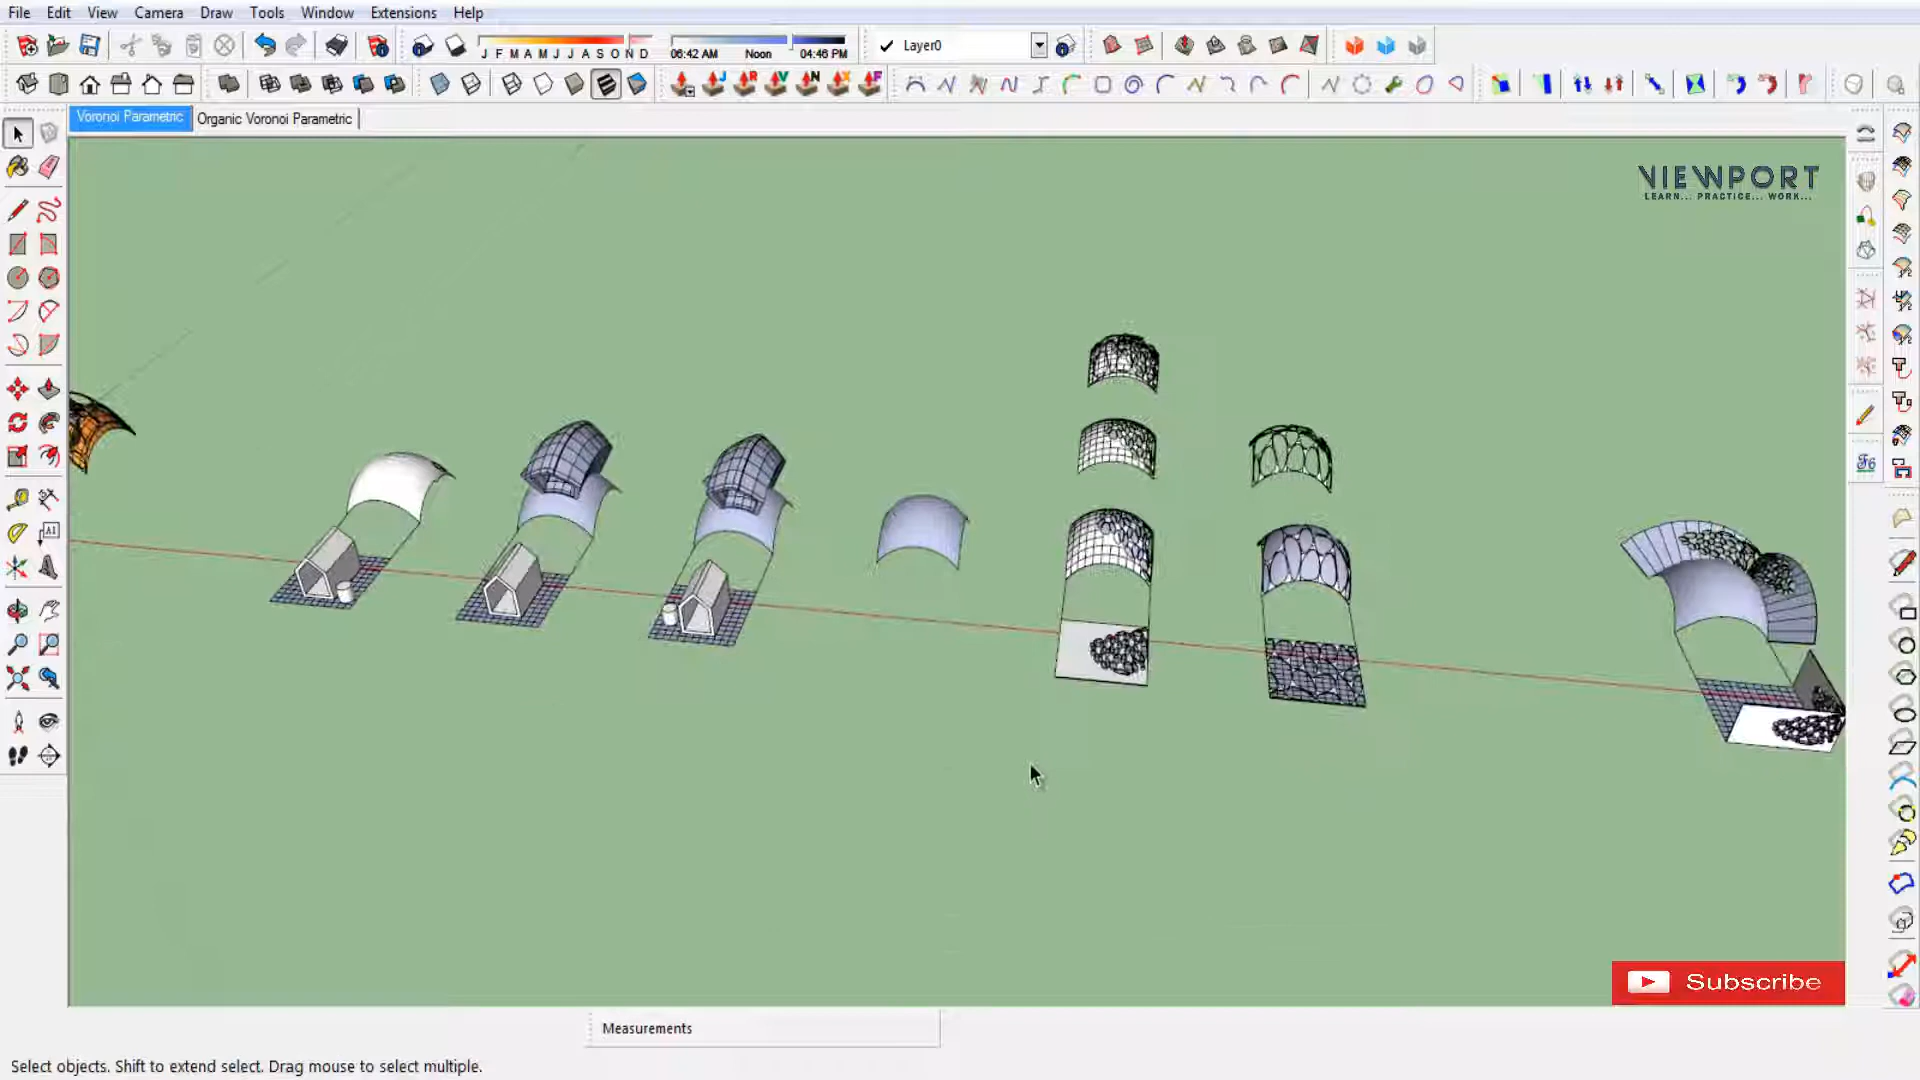 File Edit View Camera Draw Tools Window Extensions Help
J F M A M J J A S O N D
06:42 AM Noon 04:46 PM
Layer0
J R V N X F
Voronoi Parametric
Organic Voronoi Parametric
VIEWPORT
LEARN... PRACTICE... WORK...
A1
F6
Subscribe
Measurements
Select objects. Shift to extend select. Drag mouse to select multiple.